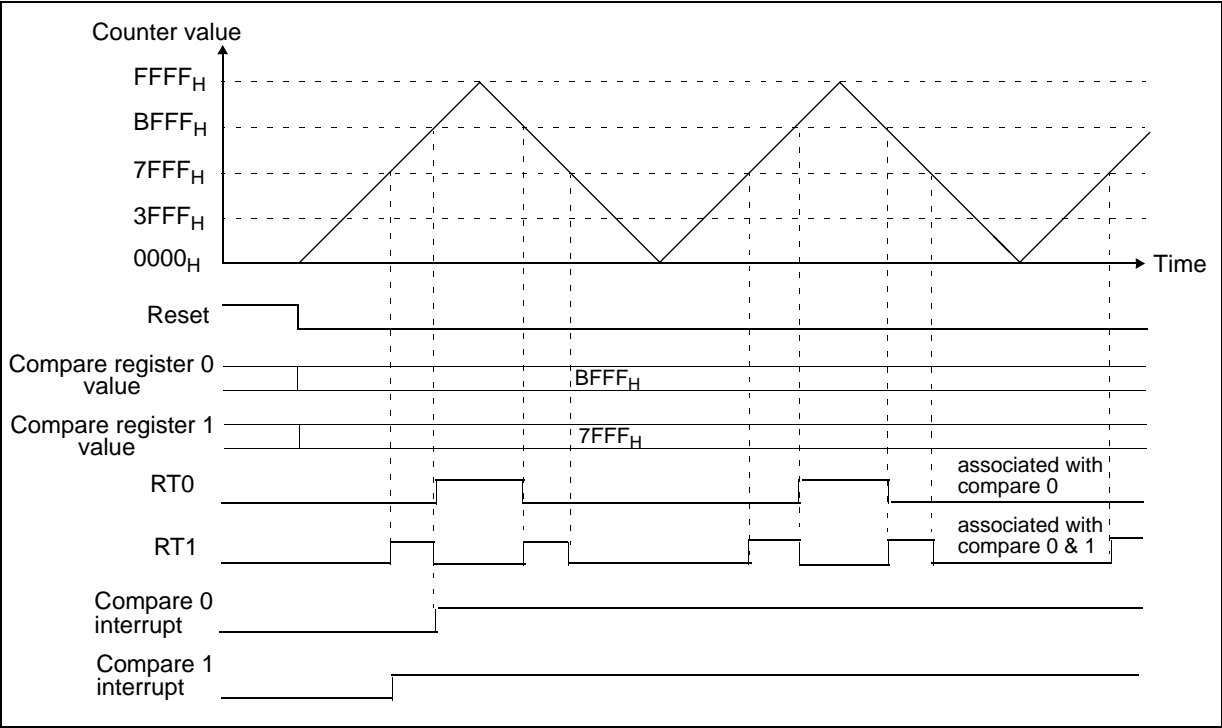 Counter value
FFFFH
BFFFH
7FFFH
3FFFH
0000H
Time
Reset
Compare register 0
value
BFFFH
Compare register 1
value
7FFFH
RT0
associated with
compare 0
RT1
associated with
compare 0 & 1
Compare 0
interrupt
Compare 1
interrupt